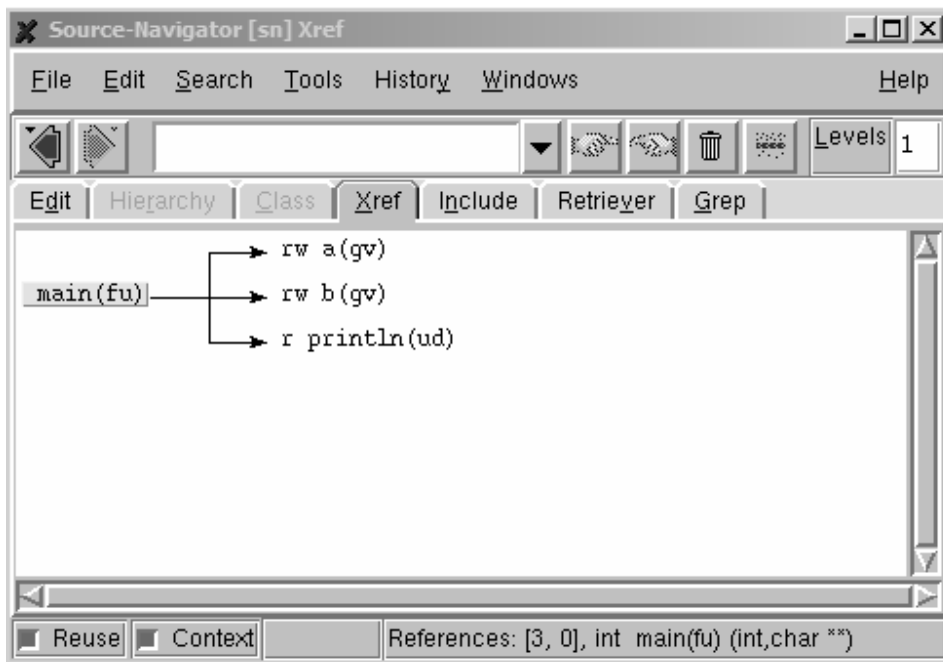 Source-Navigator [sn] Xref
File Edit Search Tools History Windows Help
Levels 1
Edit Hierarchy Class Xref Include Retriever Grep
rw a(gv)
main(fu) rw b(gv)
r println(ud)
Reuse Context References: [3, 0], int main(fu) (int,char **)